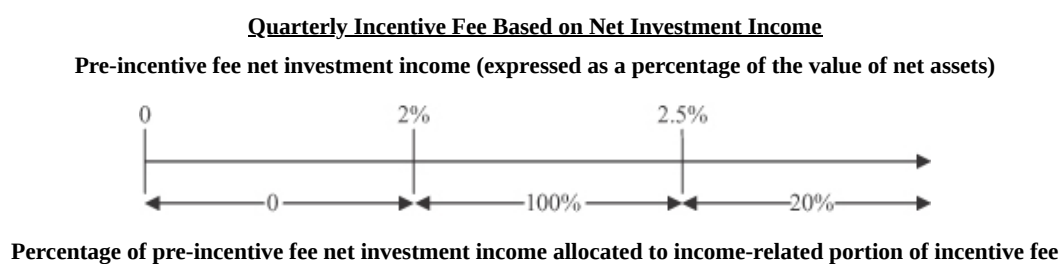 Quarterly Incentive Fee Based on Net Investment Income
Pre-incentive fee net investment income (expressed as a percentage of the value of net assets)
0 2% 2.5%
0 100% 20%
Percentage of pre-incentive fee net investment income allocated to income-related portion of incentive fee